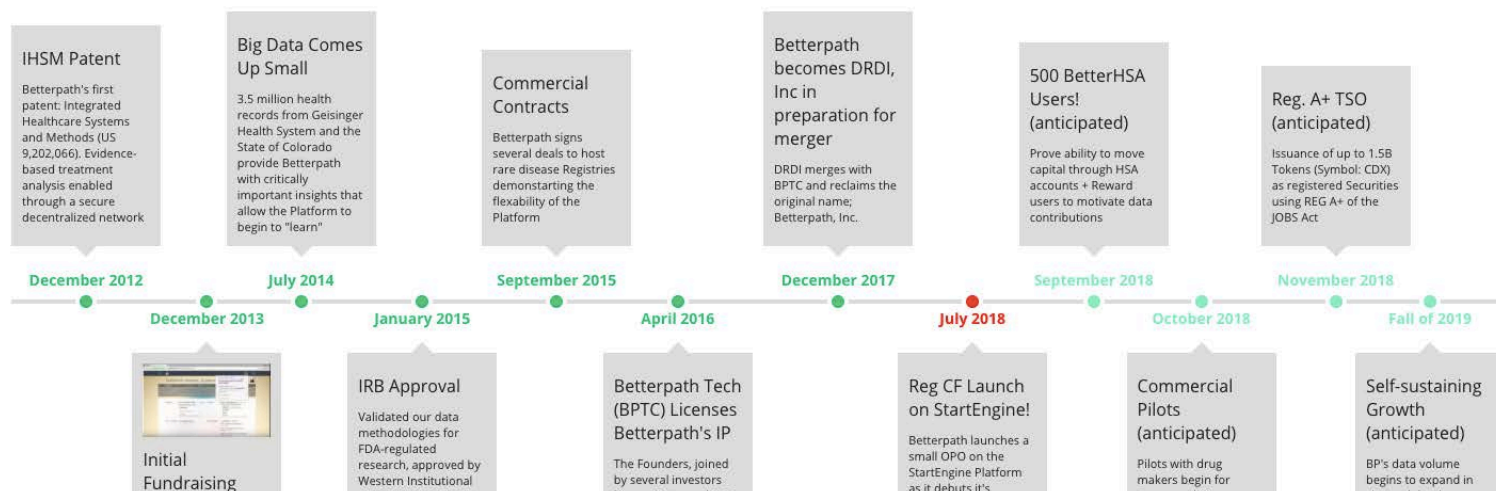 IHSM Patent
Betterpath's first
patent: Integrated
Healthcare Systems
and Methods (US
9,202,066). Evidence-
based treatment
analysis enabled
through a secure
decentralized network
Big Data Comes
Up Small
3.5 million health
records from Geisinger
Health System and the
State of Colorado
provide Betterpath
with critically
important insights that
allow the Platform to
begin to "learn"
Commercial
Contracts
Betterpath signs
several deals to host
rare disease Registries
demonstarting the
flexability of the
Platform
Betterpath
becomes DRDI,
Inc in
preparation for
merger
DRDI merges with
BPTC and reclaims the
original name;
Betterpath, Inc.
500 BetterHSA
Users!
(anticipated)
Prove ability to move
capital through HSA
accounts + Reward
users to motivate data
contributions
Reg. A+ TSO
(anticipated)
Issuance of up to 1.5B
Tokens (Symbol: CDX)
as registered Securities
using REG A+ of the
JOBS Act
December 2012
July 2014
September 2015
December 2017
September 2018
November 2018
December 2013
January 2015
April 2016
July 2018
October 2018
Fall of 2019
Initial
Fundraising
IRB Approval
Validated our data
methodologies for
FDA-regulated
research, approved by
Western Institutional
Betterpath Tech
(BPTC) Licenses
Betterpath's IP
The Founders, joined
by several investors
Reg CF Launch
on StartEngine!
Betterpath launches a
small OPO on the
StartEngine Platform
as it debuts it's
Commercial
Pilots
(anticipated)
Pilots with drug
makers begin for
Self-sustaining
Growth
(anticipated)
BP's data volume
begins to expand in